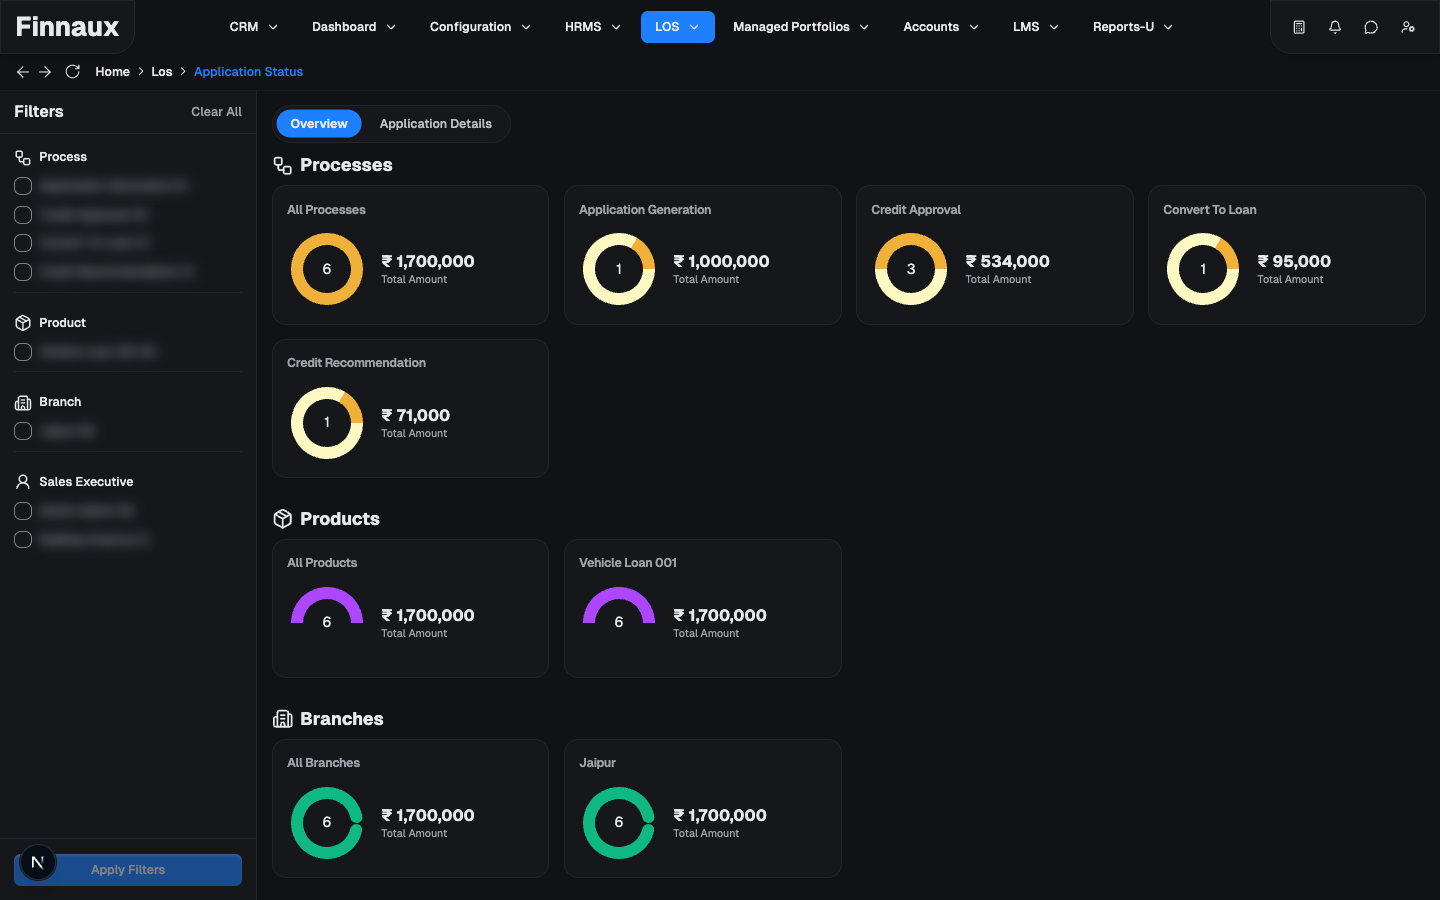 Finnaux
CRM
Dashboard
Configuration
HRMS
LOS
Managed Portfolios
Accounts
LMS
Reports-U
Home > Los > Application Status
Filters
Clear All
Process
Product
Branch
Sales Executive
Apply Filters
N
Overview
Application Details
Processes
All Processes
6
₹ 1,700,000
Total Amount
Application Generation
1
₹ 1,000,000
Total Amount
Credit Approval
3
₹ 534,000
Total Amount
Convert To Loan
1
₹ 95,000
Total Amount
Credit Recommendation
1
₹ 71,000
Total Amount
Products
All Products
6
₹ 1,700,000
Total Amount
Vehicle Loan 001
6
₹ 1,700,000
Total Amount
Branches
All Branches
6
₹ 1,700,000
Total Amount
Jaipur
6
₹ 1,700,000
Total Amount